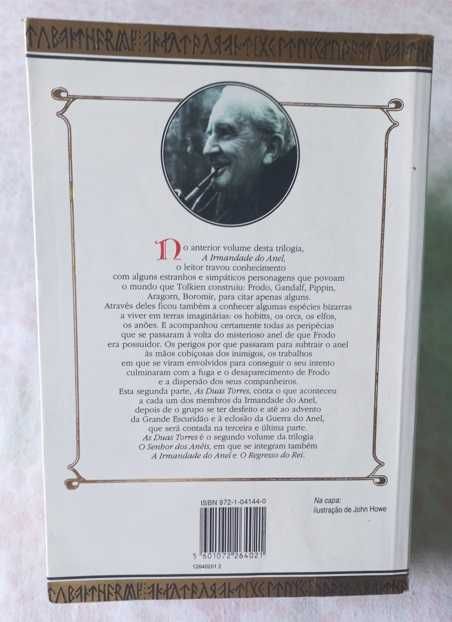 No anterior volume desta trilogia,
A Irmandade do Anel,
o leitor travou conhecimento
com alguns estranhos e simpáticos personagens que povoam
o mundo que Tolkien construiu: Frodo, Gandalf, Pippin,
Aragorn, Boromir, para citar apenas alguns.
Através deles ficou também a conhecer algumas espécies bizarras
a viver em terras imaginárias: os hobitts, os orcs, os elfos,
os anões. E acompanhou certamente todas as peripécias
que se passaram à volta do misterioso anel de que Frodo
era possuidor. Os perigos por que passaram para subtrair o anel
às mãos cubiçosas dos inimigos, os trabalhos
em que se viram envolvidos para conseguir o seu intento
culminaram com a fuga e o desaparecimento de Frodo
e a dispersão dos seus companheiros.
Esta segunda parte, As Duas Torres, conta o que aconteceu
a cada um dos membros da Irmandade do Anel,
depois de o grupo se ter desfeito e até ao advento
da Grande Escuridão e à eclosão da Guerra do Anel,
que será contada na terceira e última parte.
As Duas Torres é o segundo volume da trilogia
O Senhor dos Anéis, em que se integram também
A Irmandade do Anel e O Regresso do Rei.
ISBN 972-1-04144-0
5 601072 264021
Na capa:
ilustração de John Howe